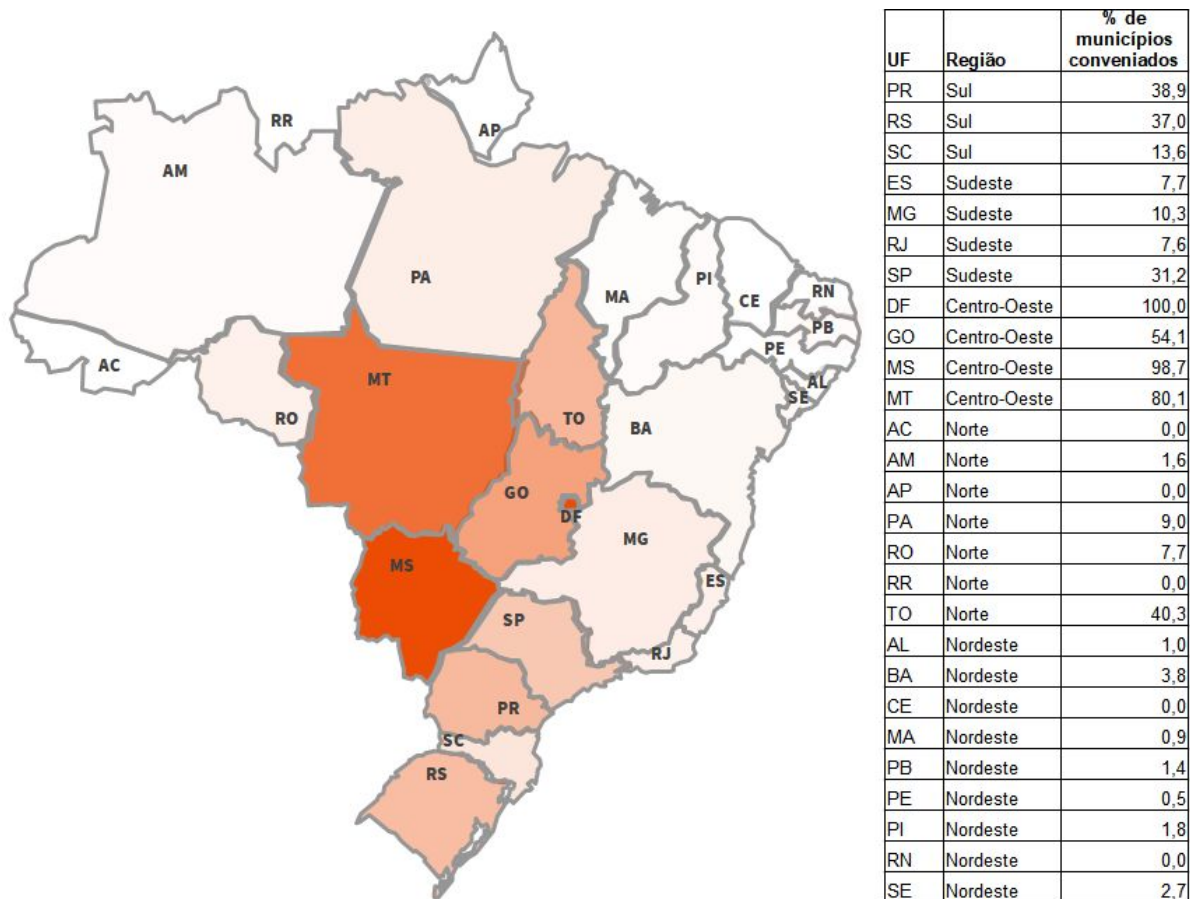 RR
AP
AM
PA
MA
PI
CE
RN
PB
PE
AC
AL
SE
MT
RO
TO
BA
GO
DF
MG
MS
ES
SP
RJ
PR
SC
RS
UF Região % de municípios conveniados
PR Sul 38,9
RS Sul 37,0
SC Sul 13,6
ES Sudeste 7,7
MG Sudeste 10,3
RJ Sudeste 7,6
SP Sudeste 31,2
DF Centro-Oeste 100,0
GO Centro-Oeste 54,1
MS Centro-Oeste 98,7
MT Centro-Oeste 80,1
AC Norte 0,0
AM Norte 1,6
AP Norte 0,0
PA Norte 9,0
RO Norte 7,7
RR Norte 0,0
TO Norte 40,3
AL Nordeste 1,0
BA Nordeste 3,8
CE Nordeste 0,0
MA Nordeste 0,9
PB Nordeste 1,4
PE Nordeste 0,5
PI Nordeste 1,8
RN Nordeste 0,0
SE Nordeste 2,7